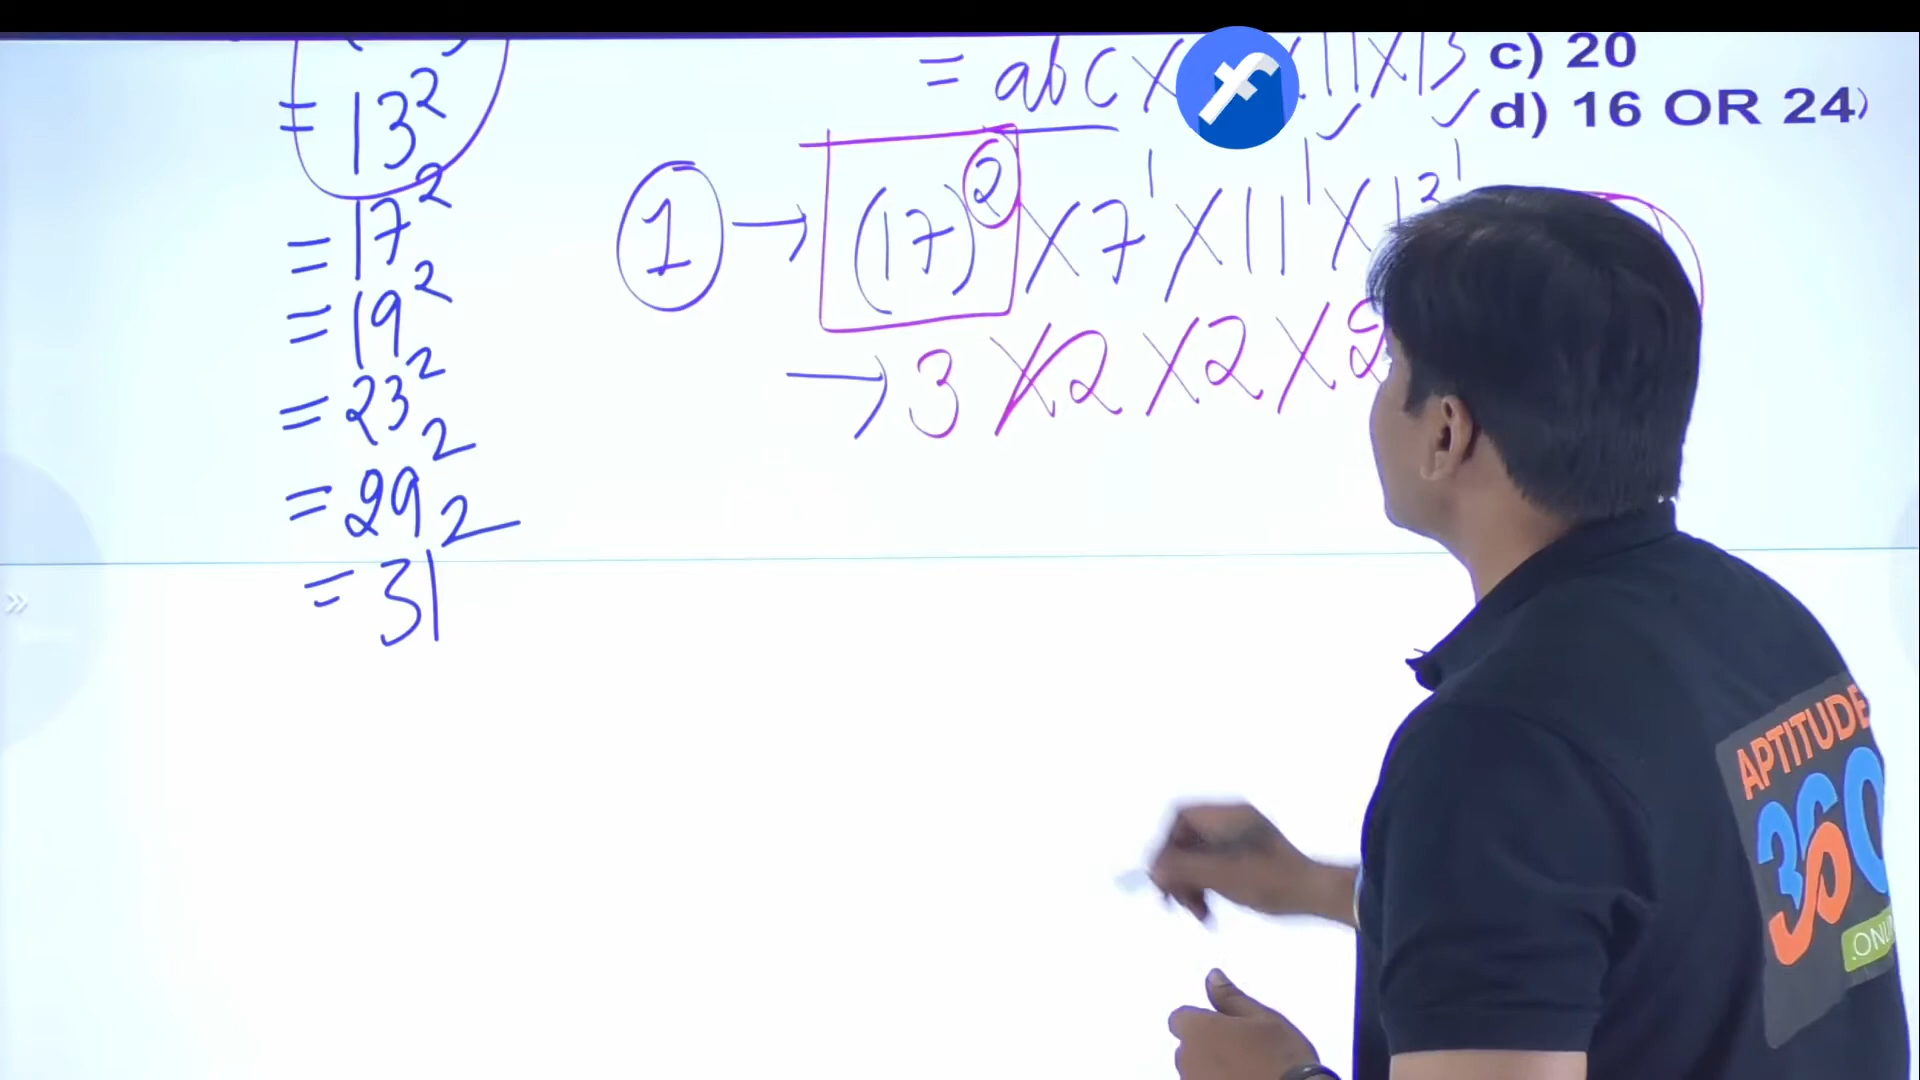 = 13²
= 17²
= 19²
= 23²
= 29²
= 31²
= abc × × 11 × 13
c) 20
d) 16 OR 24)
1 → (17)² × 7¹ × 11¹ × 13¹
→ 3 × 2 × 2 × 2
APTITUDE
360